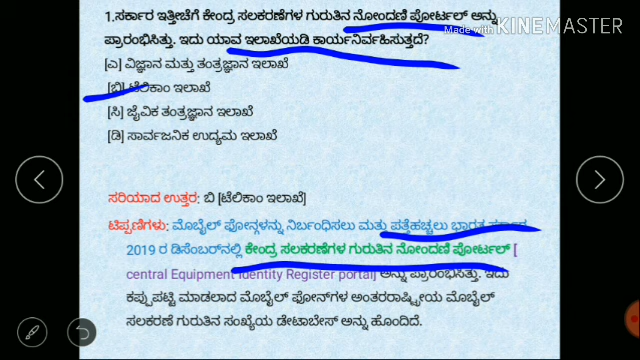 Made with KINEMASTER
1.ಸರ್ಕಾರ ಇತ್ತೀಚೆಗೆ ಕೇಂದ್ರ ಸಲಕರಣೆಗಳ ಗುರುತಿನ ನೋಂದಣಿ ಪೋರ್ಟಲ್ ಅನ್ನು
ಪ್ರಾರಂಭಿಸಿತ್ತು. ಇದು ಯಾವ ಇಲಾಖೆಯಡಿ ಕಾರ್ಯನಿರ್ವಹಿಸುತ್ತದೆ?
[ಎ] ವಿಜ್ಞಾನ ಮತ್ತು ತಂತ್ರಜ್ಞಾನ ಇಲಾಖೆ
[ಬಿ] ಟೆಲಿಕಾಂ ಇಲಾಖೆ
[ಸಿ] ಜೈವಿಕ ತಂತ್ರಜ್ಞಾನ ಇಲಾಖೆ
[ಡಿ] ಸಾರ್ವಜನಿಕ ಉದ್ಯಮ ಇಲಾಖೆ
ಸರಿಯಾದ ಉತ್ತರ: ಬಿ [ಟೆಲಿಕಾಂ ಇಲಾಖೆ]
ಟಿಪ್ಪಣಿಗಳು: ಮೊಬೈಲ್ ಫೋನ್ಗಳನ್ನು ನಿರ್ಬಂಧಿಸಲು ಮತ್ತು ಪತ್ತೆಹಚ್ಚಲು ಭಾರತ ಸರ್ಕಾರ
2019 ರ ಡಿಸೆಂಬರ್‌ನಲ್ಲಿ ಕೇಂದ್ರ ಸಲಕರಣೆಗಳ ಗುರುತಿನ ನೋಂದಣಿ ಪೋರ್ಟಲ್ [
central Equipment Identity Register portal] ಅನ್ನು ಪ್ರಾರಂಭಿಸಿತ್ತು. ಇದು
ಕಪ್ಪುಪಟ್ಟಿ ಮಾಡಲಾದ ಮೊಬೈಲ್ ಫೋನ್‌ಗಳ ಅಂತರರಾಷ್ಟ್ರೀಯ ಮೊಬೈಲ್
ಸಲಕರಣೆ ಗುರುತಿನ ಸಂಖ್ಯೆಯ ಡೇಟಾಬೇಸ್ ಅನ್ನು ಹೊಂದಿದೆ.